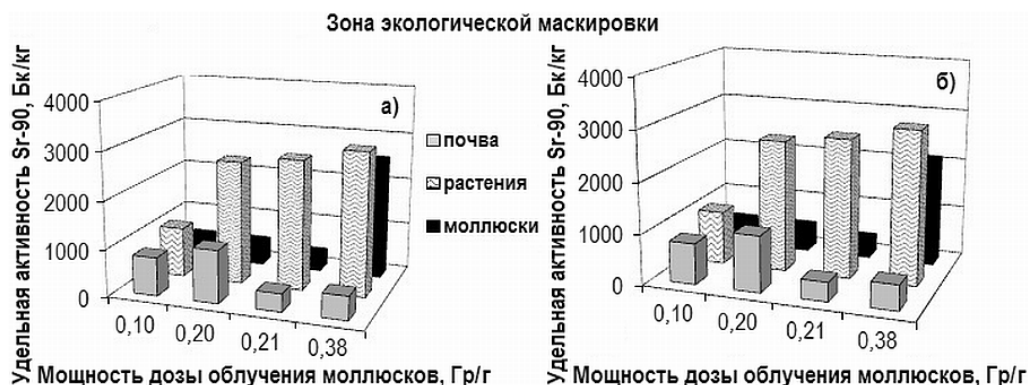 Зона экологической маскировки
Удельная активность Sr-90, Бк/кг
4000
3000
2000
1000
0
а)
0,10
0,20
0,21
0,38
Мощность дозы облучения моллюсков, Гр/г
почва
растения
моллюски
Удельная активность Sr-90, Бк/кг
4000
3000
2000
1000
0
б)
0,10
0,20
0,21
0,38
Мощность дозы облучения моллюсков, Гр/г